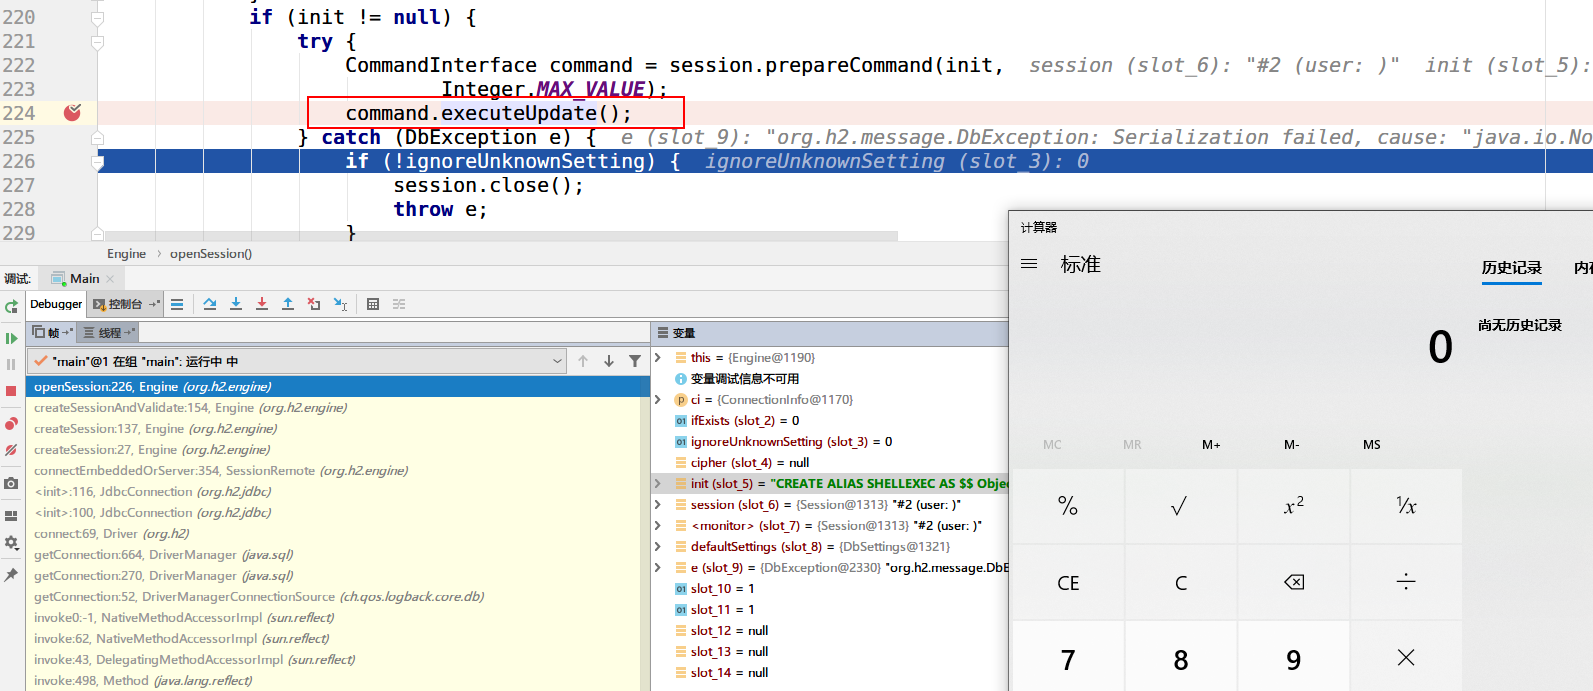 220 if (init != null) {
221 try {
222 CommandInterface command = session.prepareCommand(init, session (slot_6): "#2 (user: )" init (slot_5):
223 Integer.MAX_VALUE);
224 command.executeUpdate();
225 } catch (DbException e) { e (slot_9): "org.h2.message.DbException: Serialization failed, cause: "java.io.No
226 if (!ignoreUnknownSetting) { ignoreUnknownSetting (slot_3): 0
227 session.close();
228 throw e;
229 }
Engine › openSession()
调试: Main
Debugger 控制台
帧 线程
"main"@1 在组 "main": 运行中 中
openSession:226, Engine (org.h2.engine)
createSessionAndValidate:154, Engine (org.h2.engine)
createSession:137, Engine (org.h2.engine)
createSession:27, Engine (org.h2.engine)
connectEmbeddedOrServer:354, SessionRemote (org.h2.engine)
<init>:116, JdbcConnection (org.h2.jdbc)
<init>:100, JdbcConnection (org.h2.jdbc)
connect:69, Driver (org.h2)
getConnection:664, DriverManager (java.sql)
getConnection:270, DriverManager (java.sql)
getConnection:52, DriverManagerConnectionSource (ch.qos.logback.core.db)
invoke0:-1, NativeMethodAccessorImpl (sun.reflect)
invoke:62, NativeMethodAccessorImpl (sun.reflect)
invoke:43, DelegatingMethodAccessorImpl (sun.reflect)
invoke:498, Method (java.lang.reflect)
变量
this = {Engine@1190}
变量调试信息不可用
ci = {ConnectionInfo@1170}
ifExists (slot_2) = 0
ignoreUnknownSetting (slot_3) = 0
cipher (slot_4) = null
init (slot_5) = "CREATE ALIAS SHELLEXEC AS $$ Obje
session (slot_6) = {Session@1313} "#2 (user: )"
<monitor> (slot_7) = {Session@1313} "#2 (user: )"
defaultSettings (slot_8) = {DbSettings@1321}
e (slot_9) = {DbException@2330} "org.h2.message.DbE
slot_10 = 1
slot_11 = 1
slot_12 = null
slot_13 = null
slot_14 = null
计算器
标准
历史记录 内
尚无历史记录
0
MC MR M+ M- MS
% √ x² ¹/x
CE C ÷
7 8 9 ×